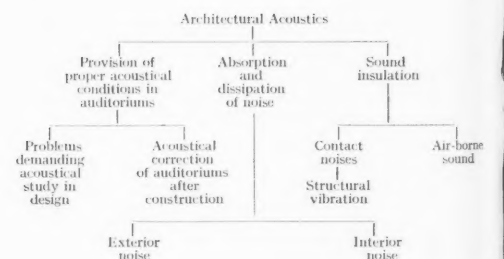 Architectural Acoustics
Provision of
proper acoustical
conditions in
auditoriums
Absorption
and
dissipation
of noise
Sound
insulation
Problems
demanding
acoustical
study in
design
Acoustical
correction
of auditoriums
after
construction
Contact
noises
Structural
vibration
Air-borne
sound
Exterior
noise
Interior
noise